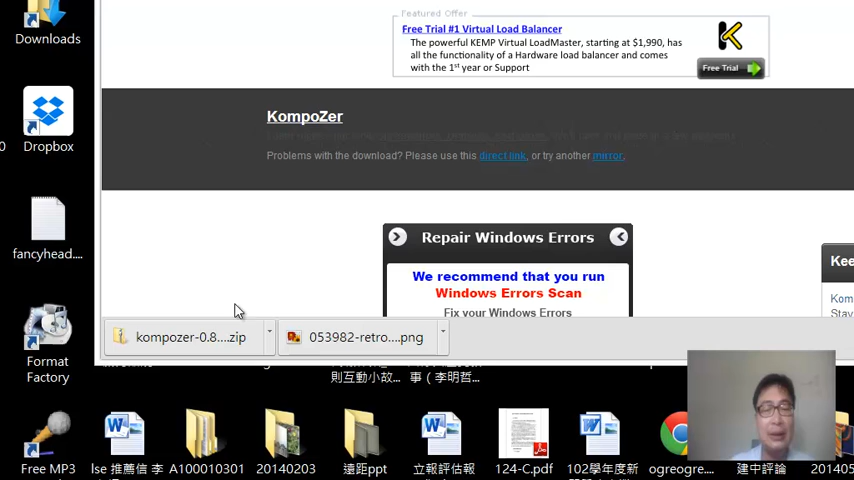 Downloads
Featured Offer
Free Trial #1 Virtual Load Balancer
The powerful KEMP Virtual LoadMaster, starting at $1,990, has
all the functionality of a Hardware load balancer and comes
with the 1st year or Support
Free Trial
KompoZer
Problems with the download? Please use this direct link, or try another mirror.
0
Dropbox
fancyhead....
Repair Windows Errors
We recommend that you run
Windows Errors Scan
Fix your Windows Errors
Kee
Kom
Stay
kompozer-0.8....zip
053982-retro....png
Format
Factory
則互動小故...
事（李明哲
Free MP3
lse 推薦信 李
A100010301
20140203
遠距ppt
立報評估報
124-C.pdf
102學年度新
ogreogre....
建中評論
201405